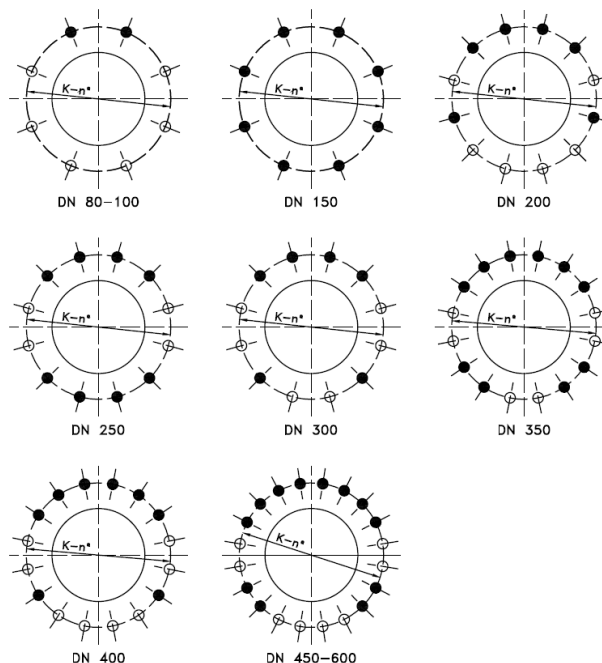 K-n°
K-n°
K-n°
DN 80-100
DN 150
DN 200
K-n°
K-n°
K-n°
DN 250
DN 300
DN 350
K-n°
K-n°
DN 400
DN 450-600